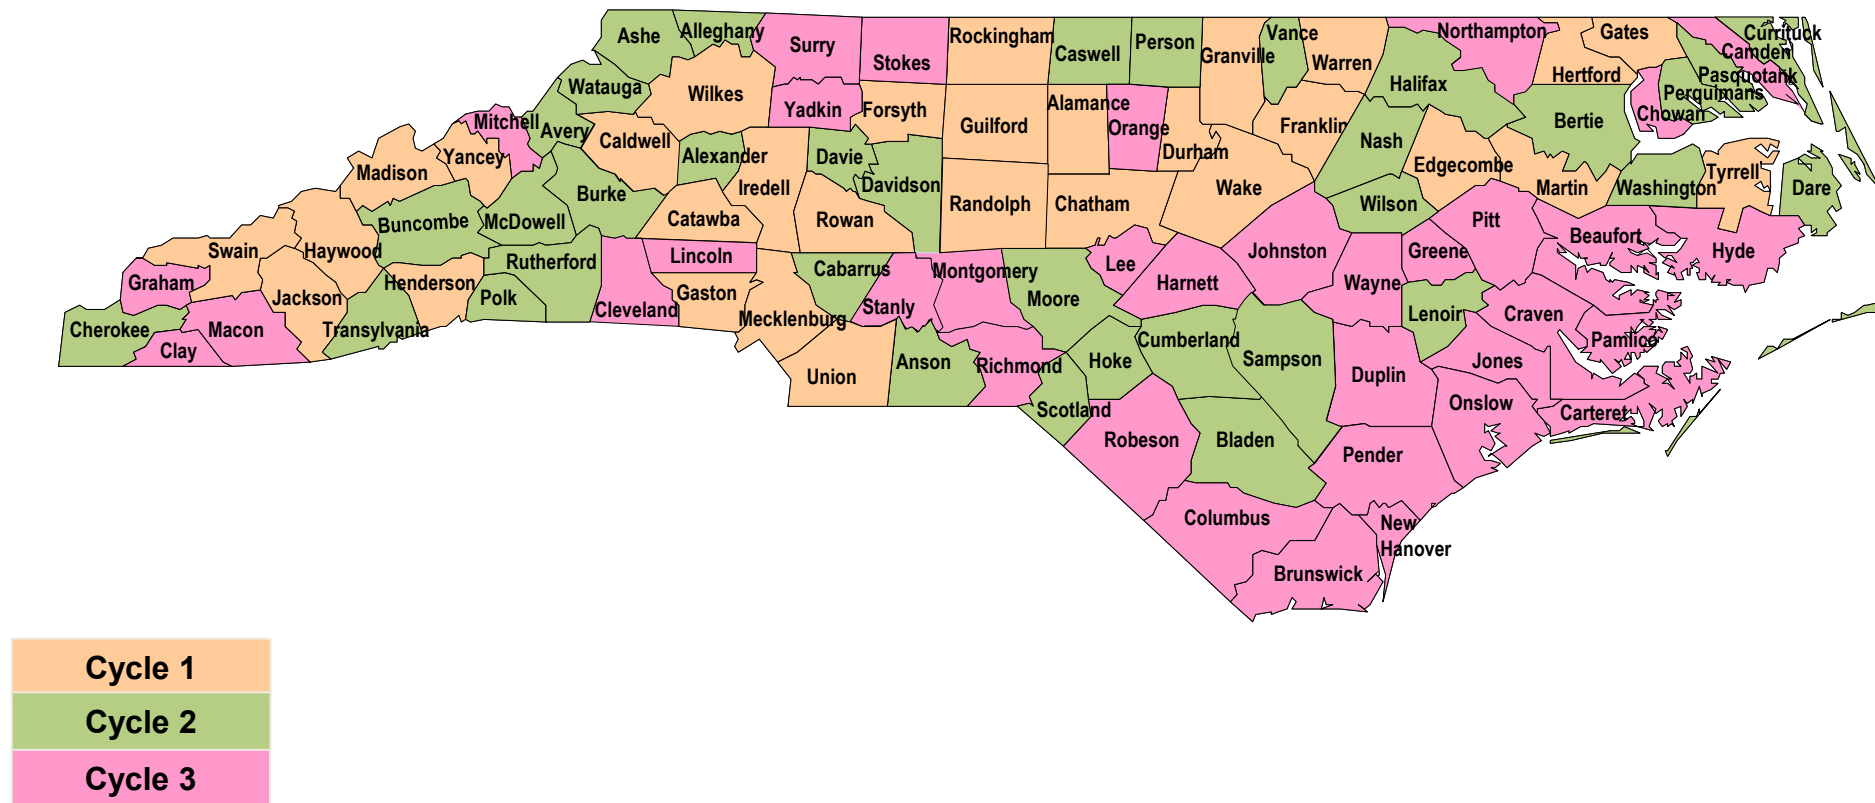 Ashe
Alleghany
Surry
Stokes
Rockingham
Caswell
Person
Granville
Vance
Warren
Northampton
Gates
Currituck
Camden
Hertford
Pasquotank
Perquimans
Chowan
Halifax
Bertie
Watauga
Wilkes
Yadkin
Forsyth
Guilford
Alamance
Orange
Durham
Franklin
Nash
Edgecombe
Martin
Washington
Tyrrell
Dare
Mitchell
Avery
Caldwell
Alexander
Davie
Davidson
Iredell
Yancey
Madison
Burke
McDowell
Buncombe
Catawba
Rowan
Randolph
Chatham
Wake
Wilson
Pitt
Beaufort
Hyde
Swain
Haywood
Graham
Jackson
Henderson
Rutherford
Polk
Lincoln
Cleveland
Gaston
Cabarrus
Stanly
Montgomery
Moore
Lee
Harnett
Johnston
Wayne
Greene
Lenoir
Craven
Pamlico
Cherokee
Clay
Macon
Transylvania
Mecklenburg
Union
Anson
Richmond
Hoke
Scotland
Cumberland
Sampson
Duplin
Jones
Onslow
Carteret
Robeson
Bladen
Pender
Columbus
New
Hanover
Brunswick
Cycle 1
Cycle 2
Cycle 3